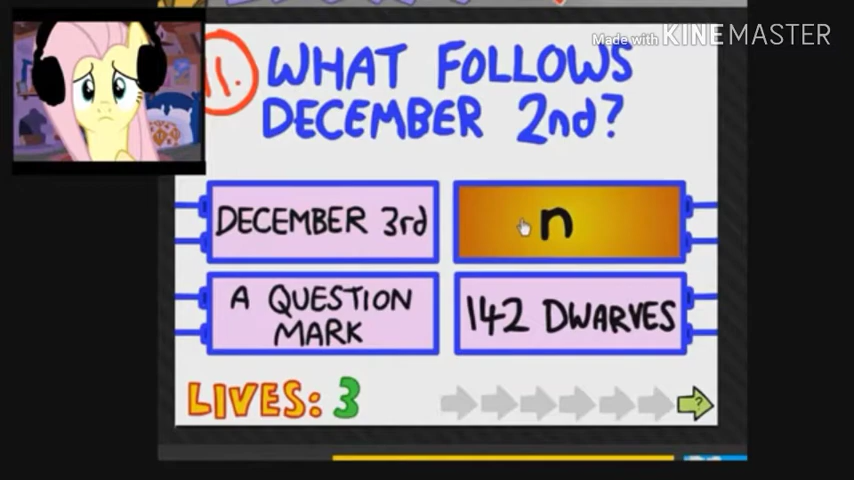 Made with KINEMASTER
11. WHAT FOLLOWS
DECEMBER 2nd?
DECEMBER 3rd
n
A QUESTION
MARK
142 DWARVES
LIVES: 3
?